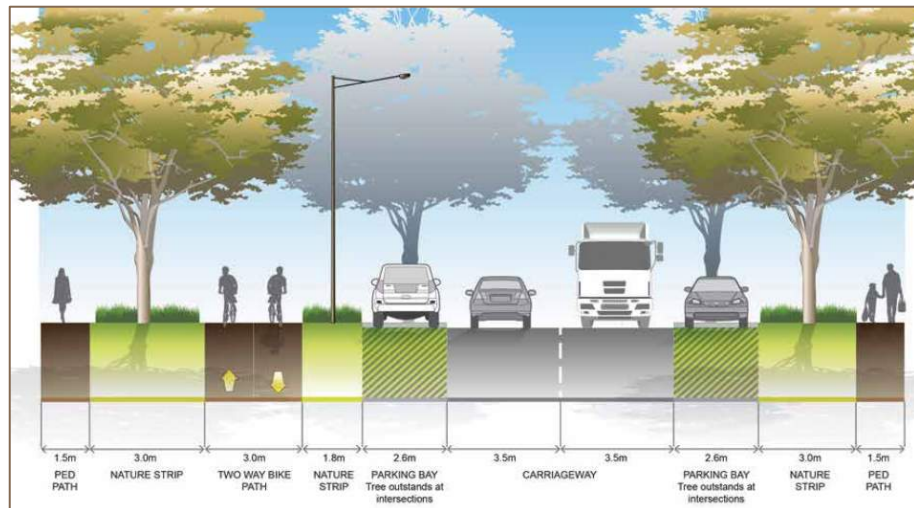 1.5m 3.0m 3.0m 1.8m 2.6m 3.5m 3.5m 2.6m 3.0m 1.5m
PED PATH
NATURE STRIP
TWO WAY BIKE PATH
NATURE STRIP
PARKING BAY
Tree outstands at
intersections
CARRIAGEWAY
PARKING BAY
Tree outstands at
intersections
NATURE STRIP
PED PATH